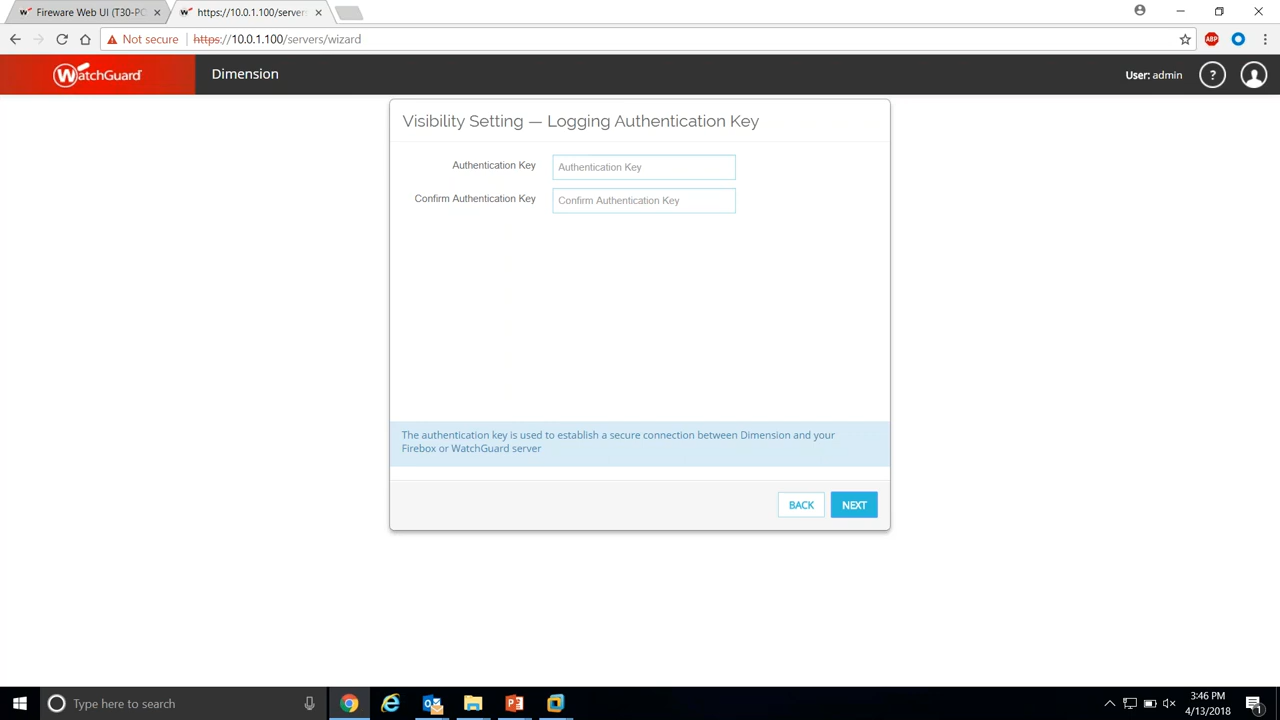 Fireware Web UI (T30-PC
https://10.0.1.100/server
Not secure
https://10.0.1.100/servers/wizard
ABP
WatchGuard
Dimension
User: admin
?
Visibility Setting — Logging Authentication Key
Authentication Key
Authentication Key
Confirm Authentication Key
Confirm Authentication Key
The authentication key is used to establish a secure connection between Dimension and your
Firebox or WatchGuard server
BACK
NEXT
Type here to search
3:46 PM
4/13/2018
1